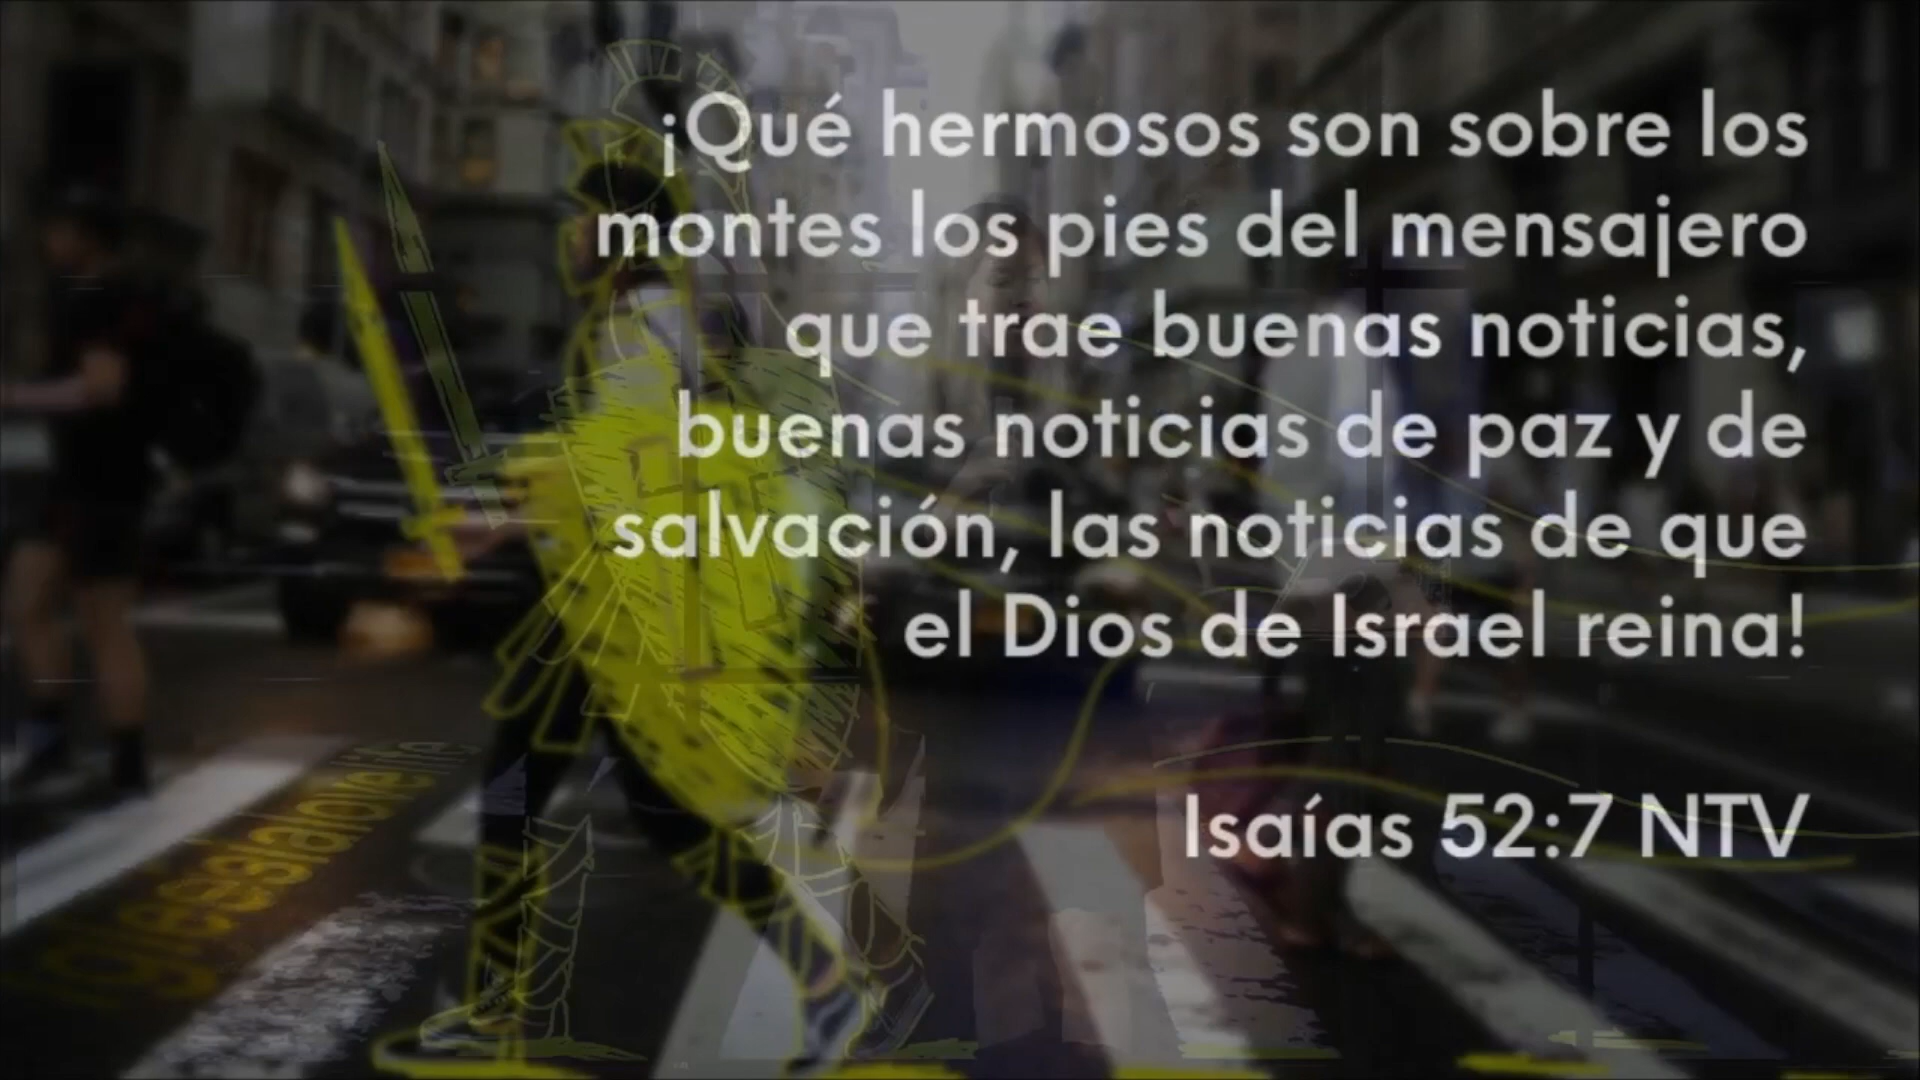 ¡Qué hermosos son sobre los
montes los pies del mensajero
que trae buenas noticias,
buenas noticias de paz y de
salvación, las noticias de que
el Dios de Israel reina!
Isaías 52:7 NTV
iglesialovelife